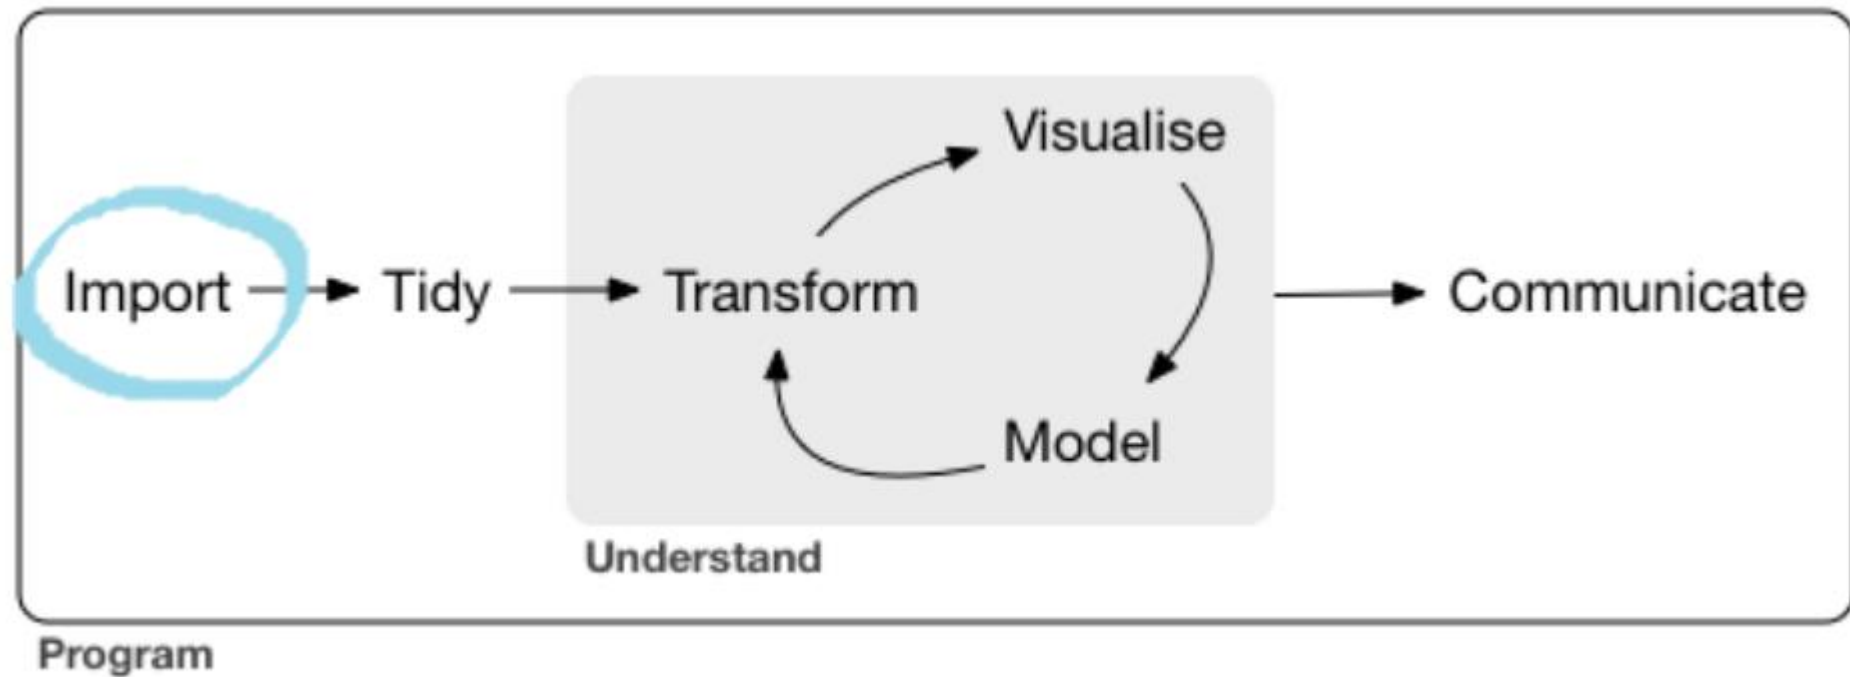 Visualise
Import Tidy Transform Communicate
Model
Understand
Program